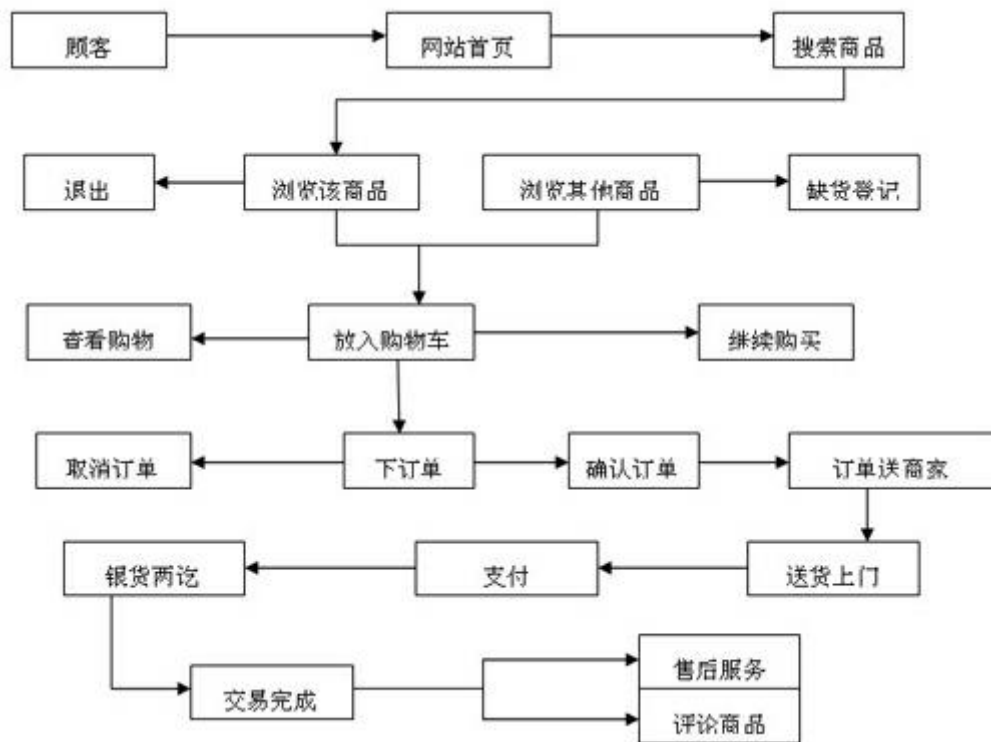 顾客
网站首页
搜索商品
退出
浏览该商品
浏览其他商品
缺货登记
查看购物
放入购物车
继续购买
取消订单
下订单
确认订单
订单送商家
银货两讫
支付
送货上门
交易完成
售后服务
评论商品